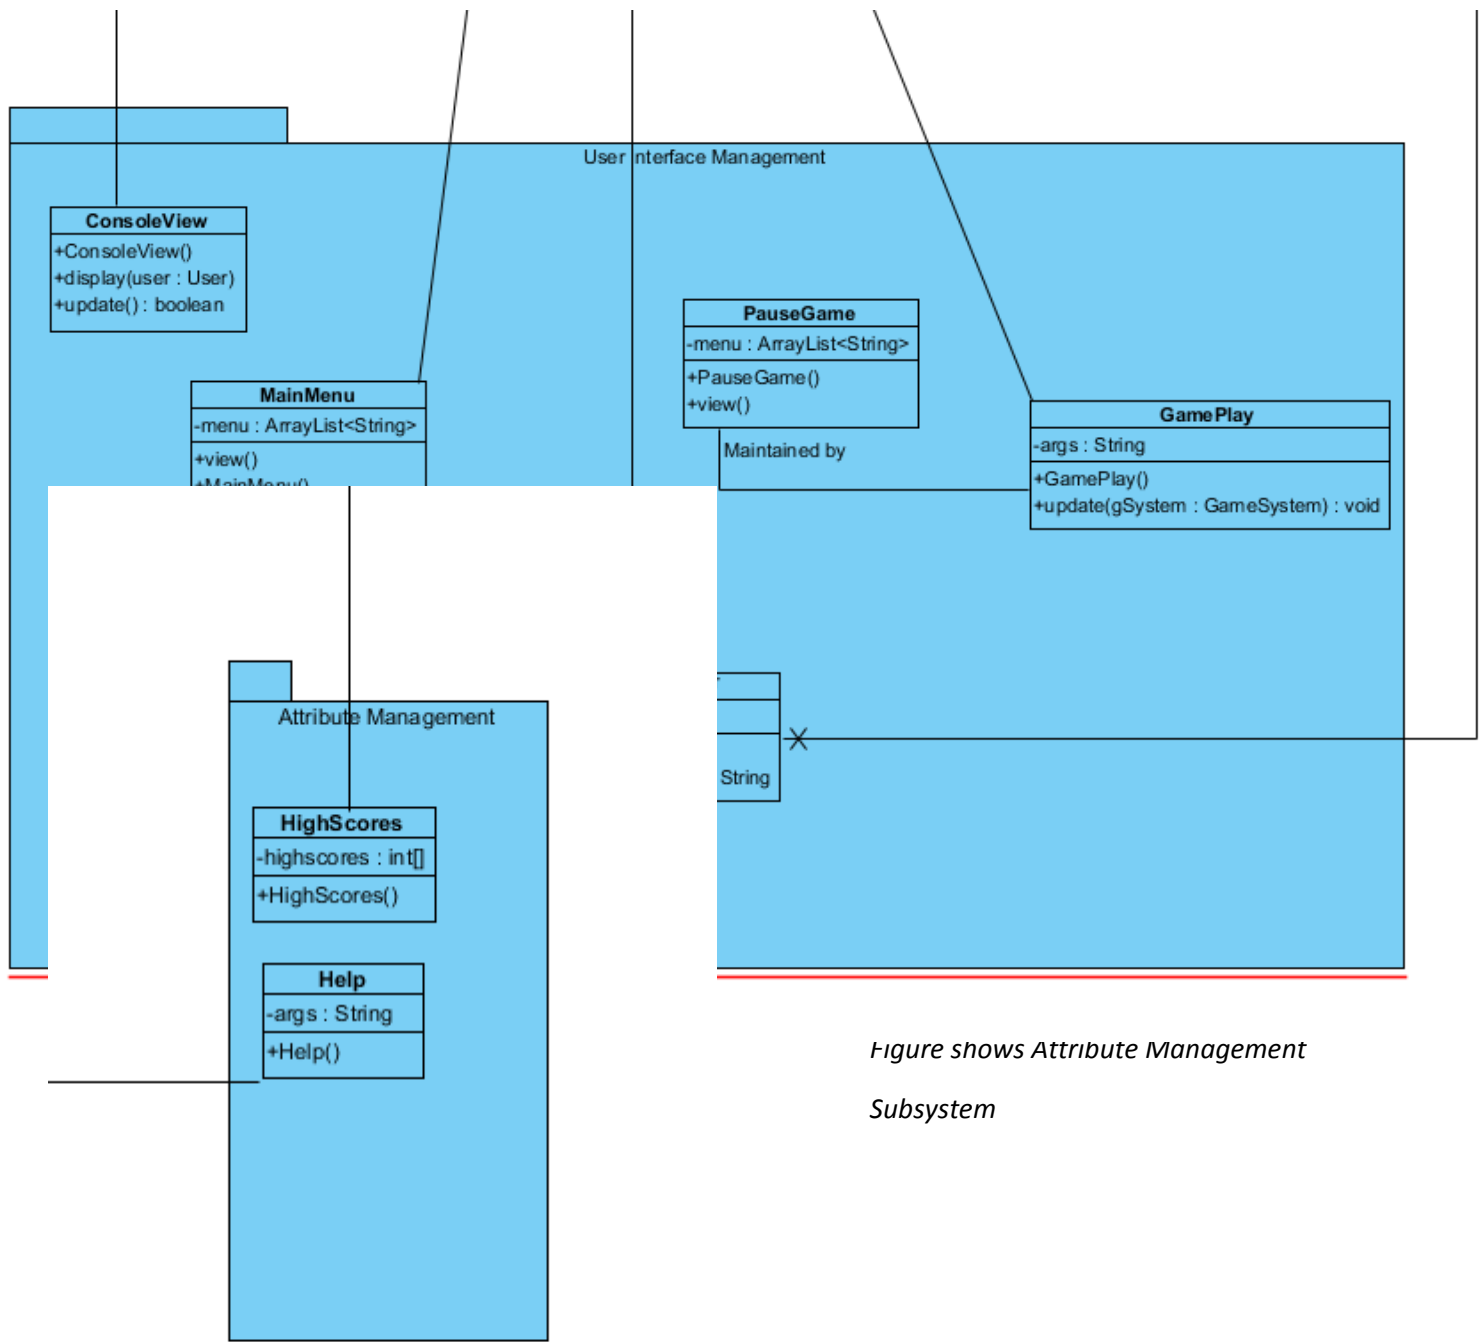 User Interface Management
ConsoleView
+ConsoleView()
+display(user : User)
+update() : boolean
PauseGame
-menu : ArrayList<String>
+PauseGame()
+view()
Maintained by
MainMenu
-menu : ArrayList<String>
+view()
+MainMenu()
GamePlay
-args : String
+GamePlay()
+update(gSystem : GameSystem) : void
String
Attribute Management
HighScores
-highscores : int[]
+HighScores()
Help
-args : String
+Help()
Figure shows Attribute Management
Subsystem